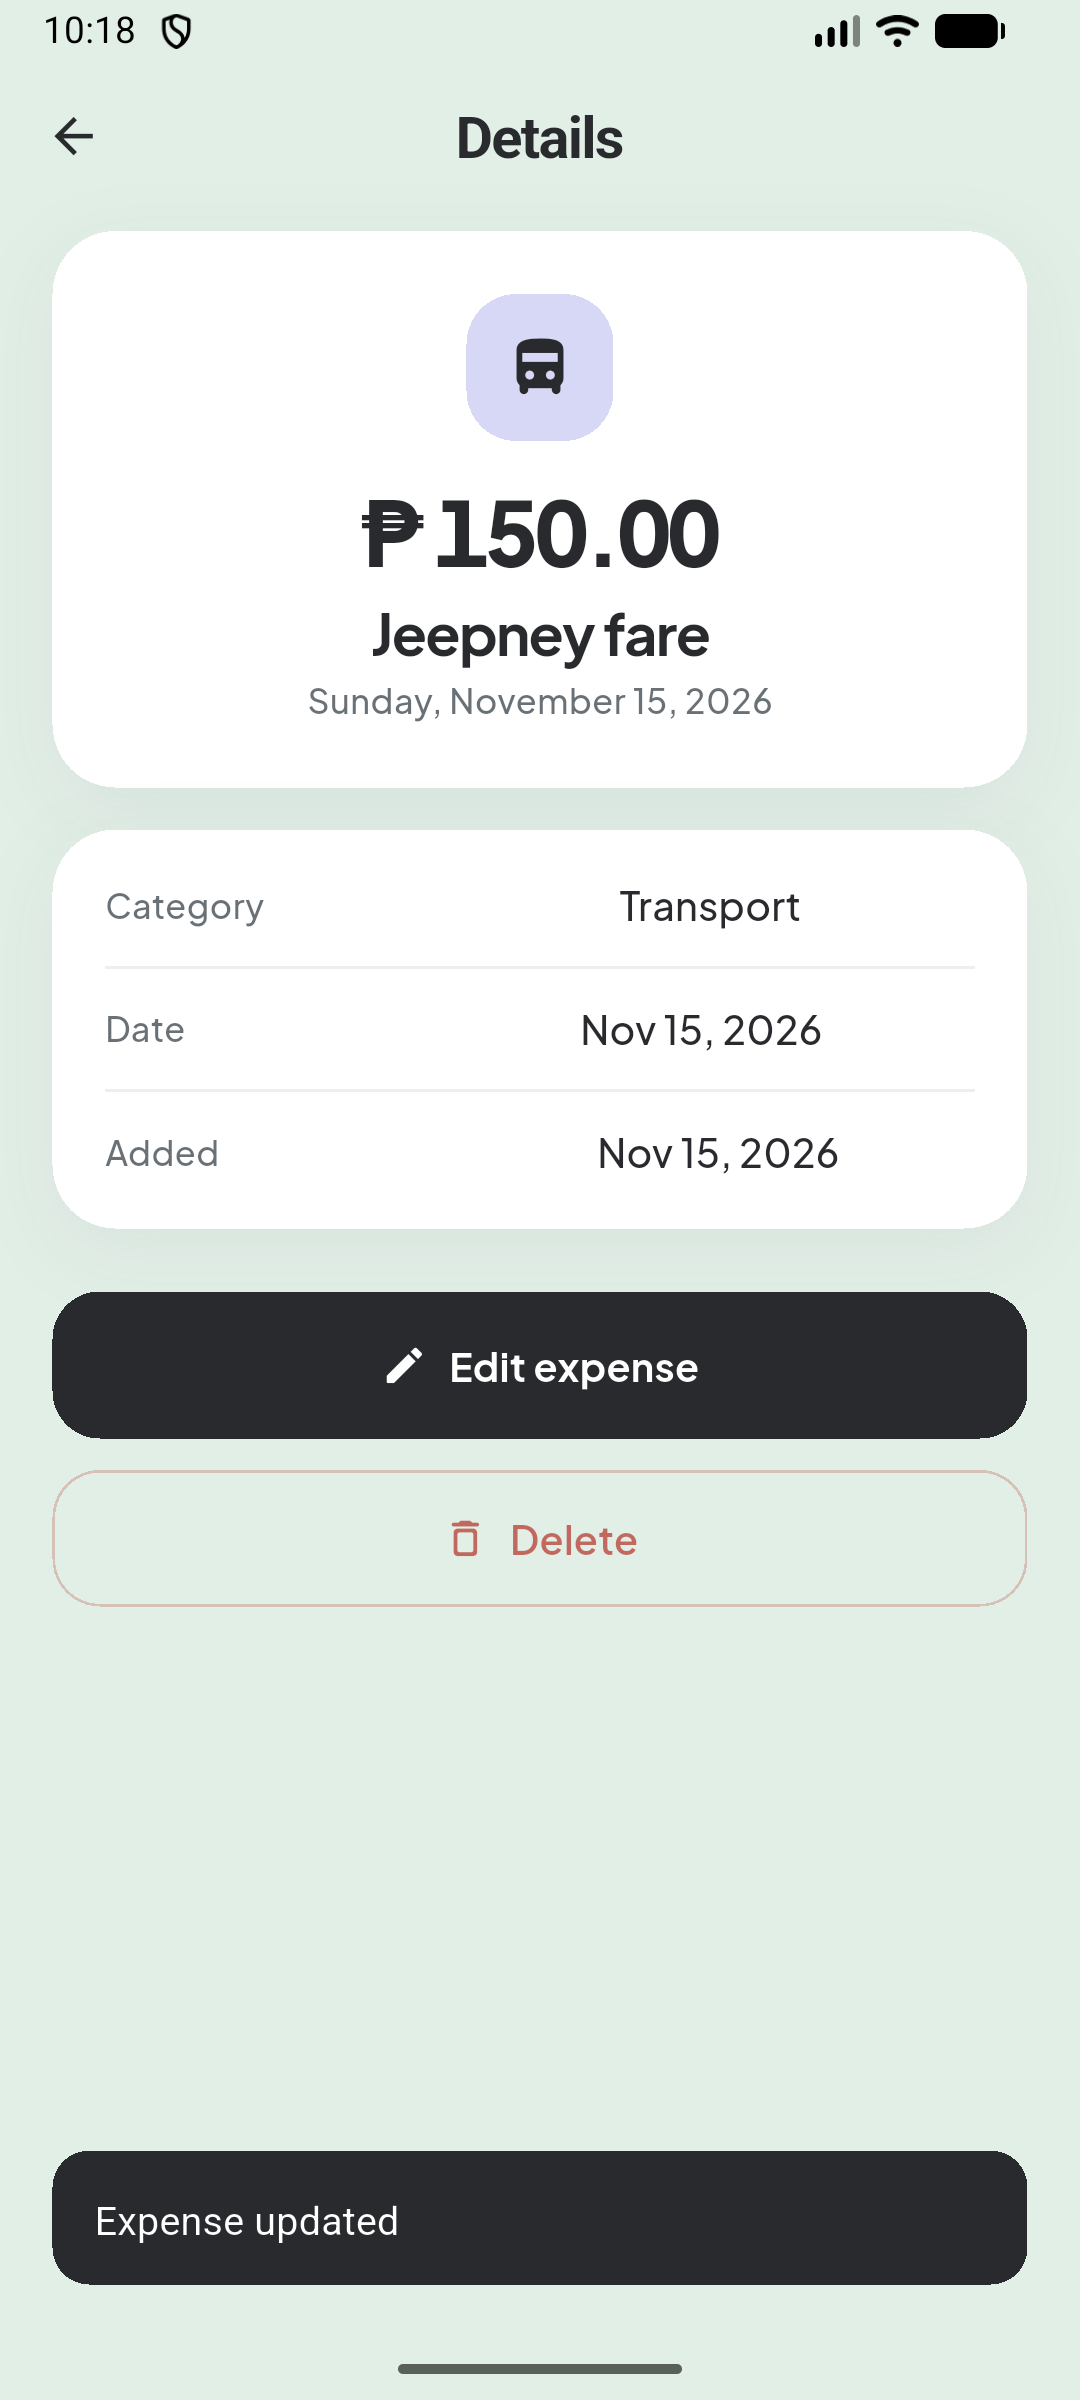 10:18
Details
₱ 150.00
Jeepney fare
Sunday, November 15, 2026
Category Transport
Date Nov 15, 2026
Added Nov 15, 2026
Edit expense
Delete
Expense updated